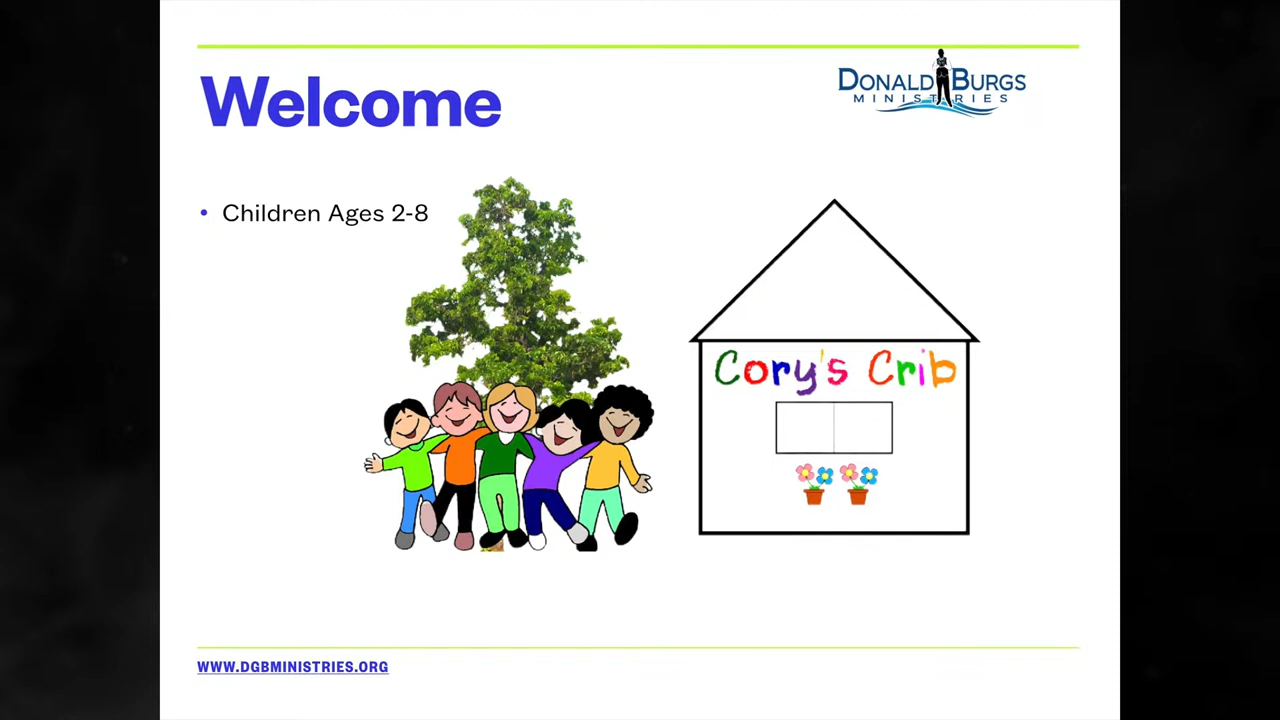 Welcome
DONALD BURGS
MINISTRIES
• Children Ages 2-8
Cory's Crib
WWW.DGBMINISTRIES.ORG